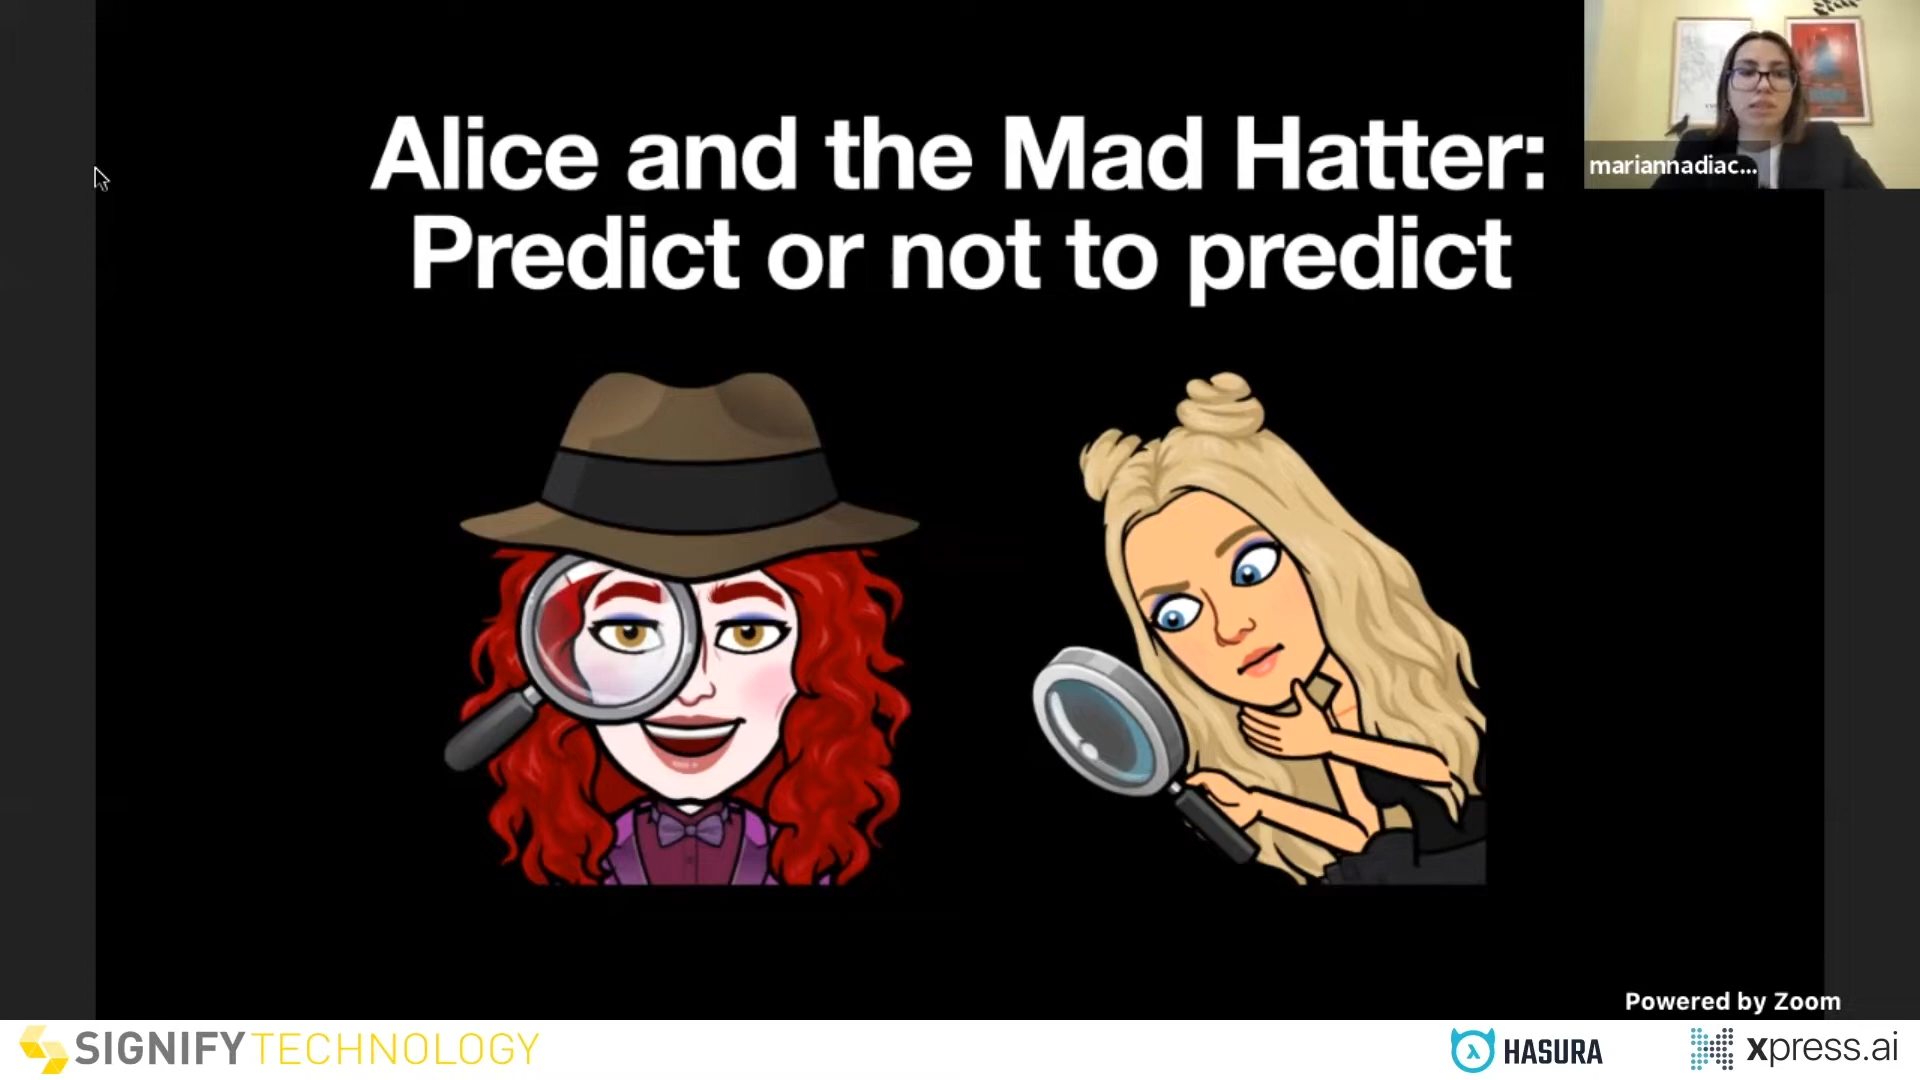 Alice and the Mad Hatter:
Predict or not to predict
mariannadiac...
Powered by Zoom
SIGNIFY TECHNOLOGY
HASURA
xpress.ai